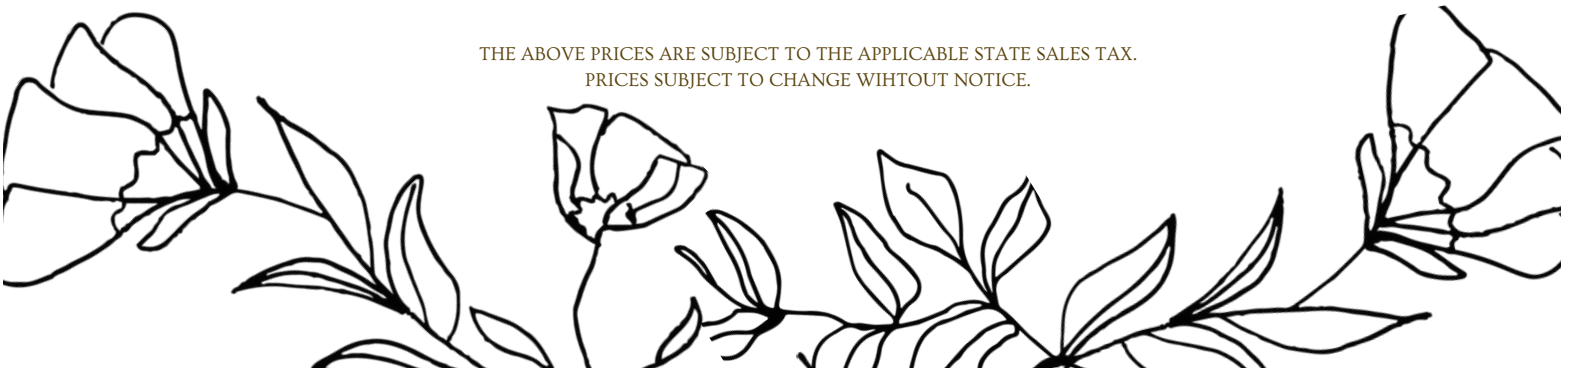 THE ABOVE PRICES ARE SUBJECT TO THE APPLICABLE STATE SALES TAX.
PRICES SUBJECT TO CHANGE WIHTOUT NOTICE.